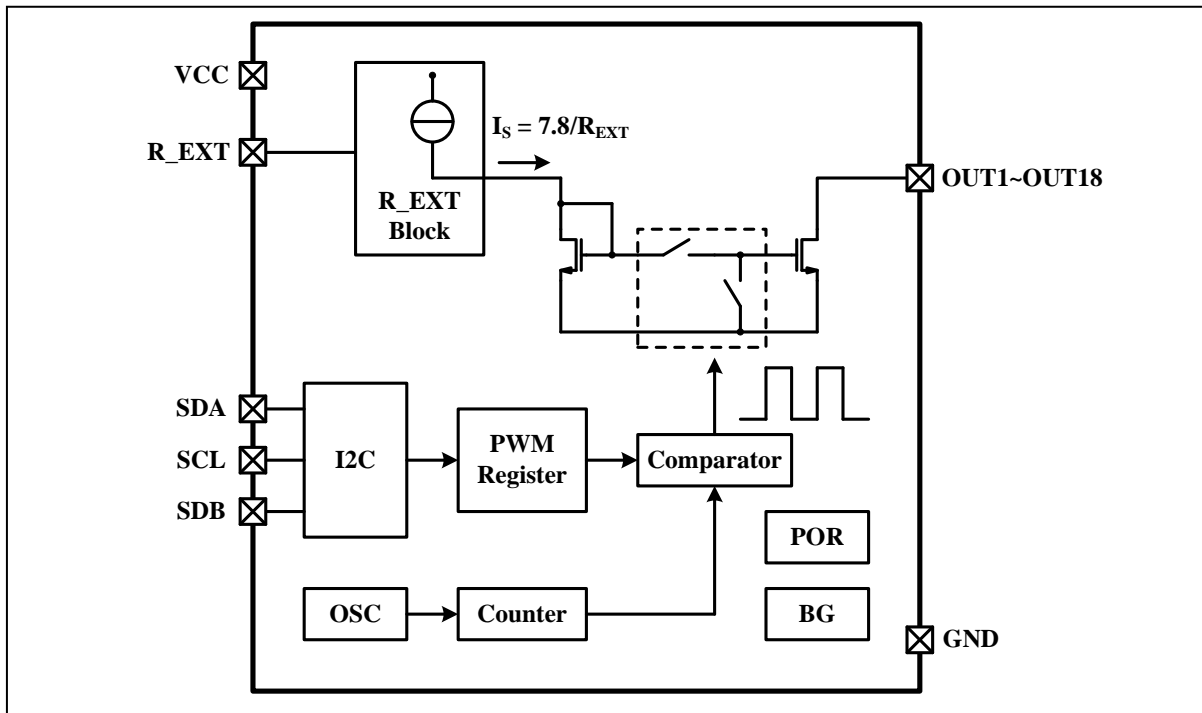 VCC
R_EXT
I_S = 7.8/R_EXT
R_EXT
Block
OUT1~OUT18
SDA
SCL
SDB
I2C
PWM
Register
Comparator
POR
OSC
Counter
BG
GND